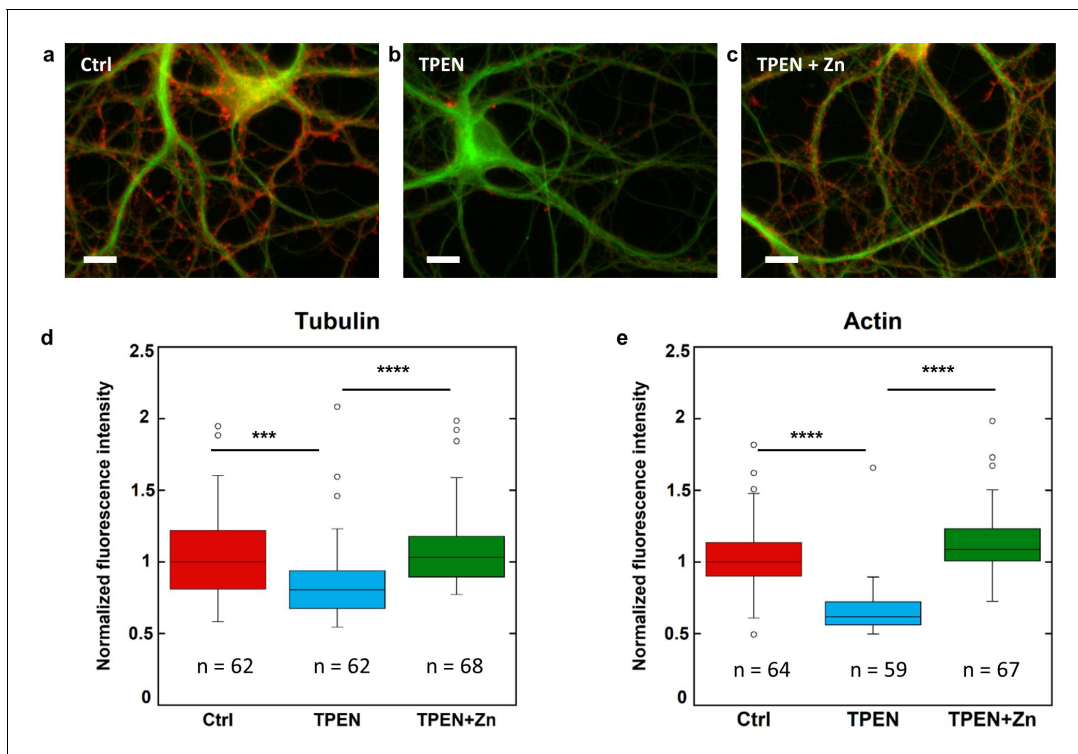 a Ctrl
b TPEN
c TPEN + Zn
d Tubulin
Normalized fluorescence intensity
2.5
2
1.5
1
0.5
0
***
****
n = 62 n = 62 n = 68
Ctrl TPEN TPEN+Zn
e Actin
Normalized fluorescence intensity
2.5
2
1.5
1
0.5
0
****
****
n = 64 n = 59 n = 67
Ctrl TPEN TPEN+Zn